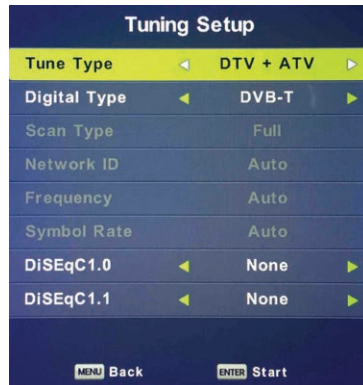 Tuning Setup
Tune Type DTV + ATV
Digital Type DVB-T
Scan Type Full
Network ID Auto
Frequency Auto
Symbol Rate Auto
DiSEqC1.0 None
DiSEqC1.1 None
MENU Back ENTER Start